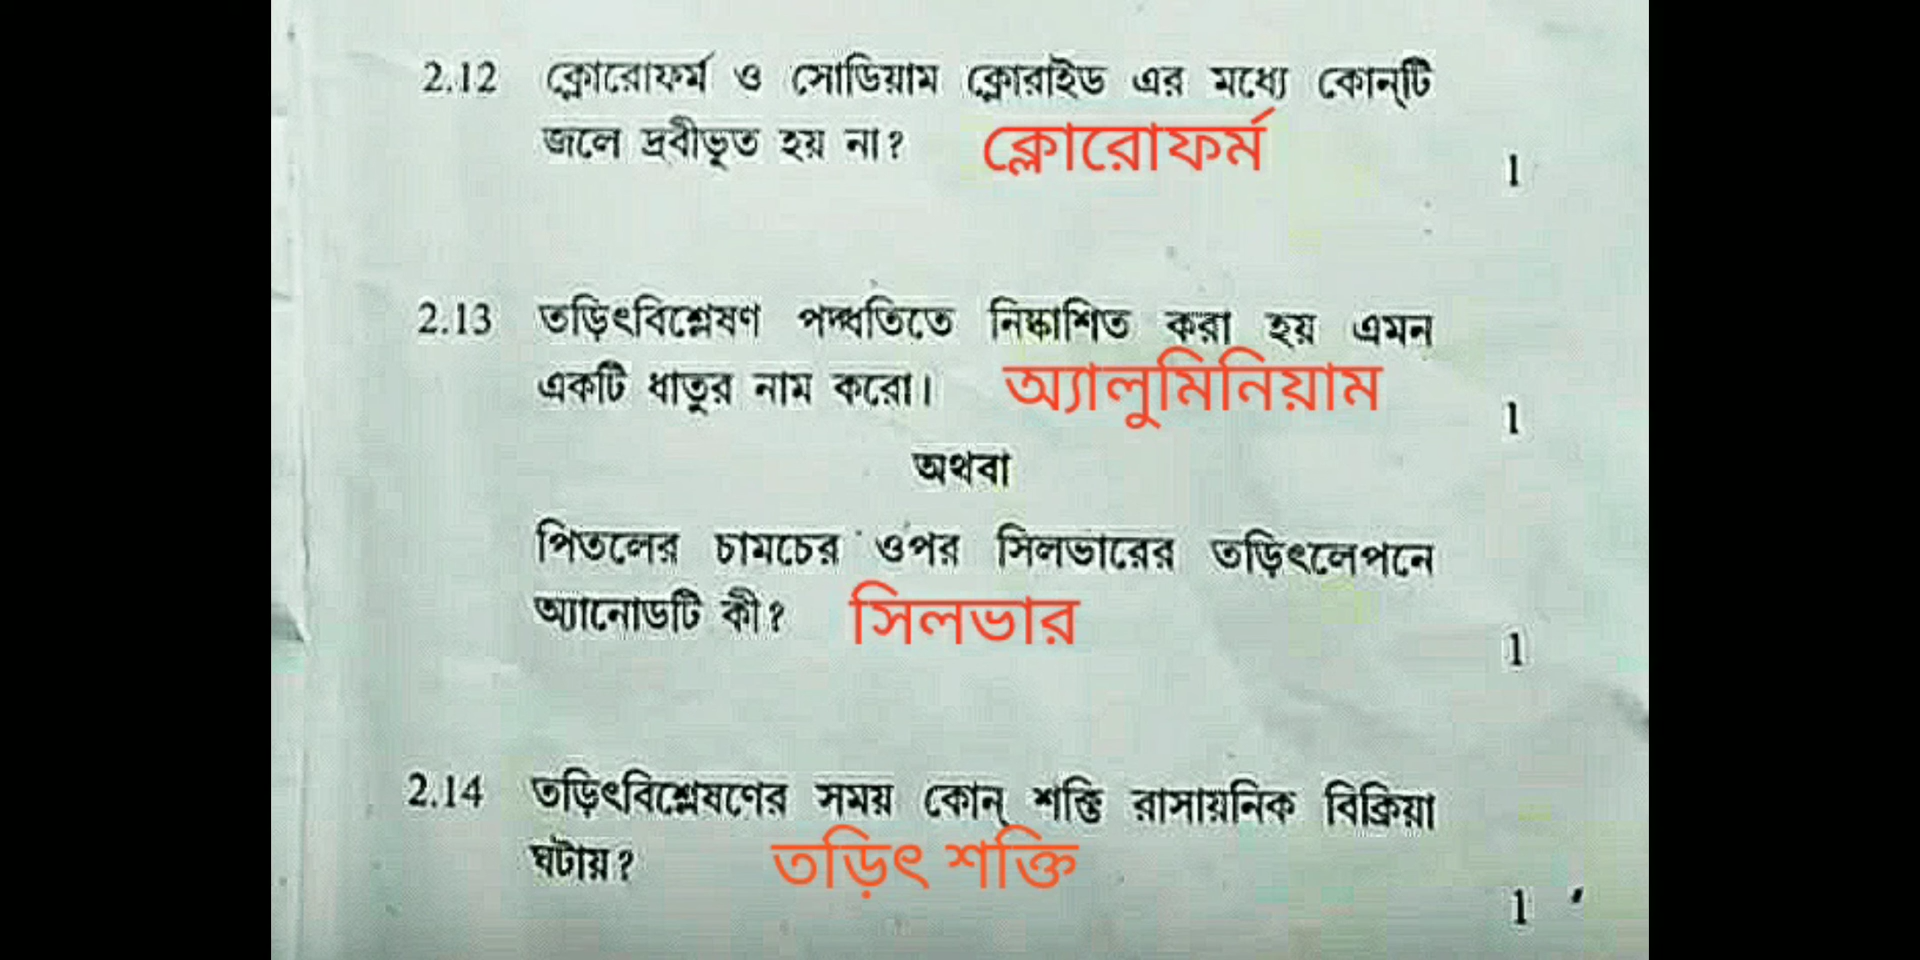 2.12 ক্লোরোফর্ম ও সোডিয়াম ক্লোরাইড এর মধ্যে কোন্‌টি
জলে দ্রবীভূত হয় না? ক্লোরোফর্ম
1
2.13 তড়িৎবিশ্লেষণ পদ্ধতিতে নিষ্কাশিত করা হয় এমন
একটি ধাতুর নাম করো। অ্যালুমিনিয়াম
1
অথবা
পিতলের চামচের ওপর সিলভারের তড়িৎলেপনে
অ্যানোডটি কী? সিলভার
1
2.14 তড়িৎবিশ্লেষণের সময় কোন্ শক্তি রাসায়নিক বিক্রিয়া
ঘটায়? তড়িৎ শক্তি
1